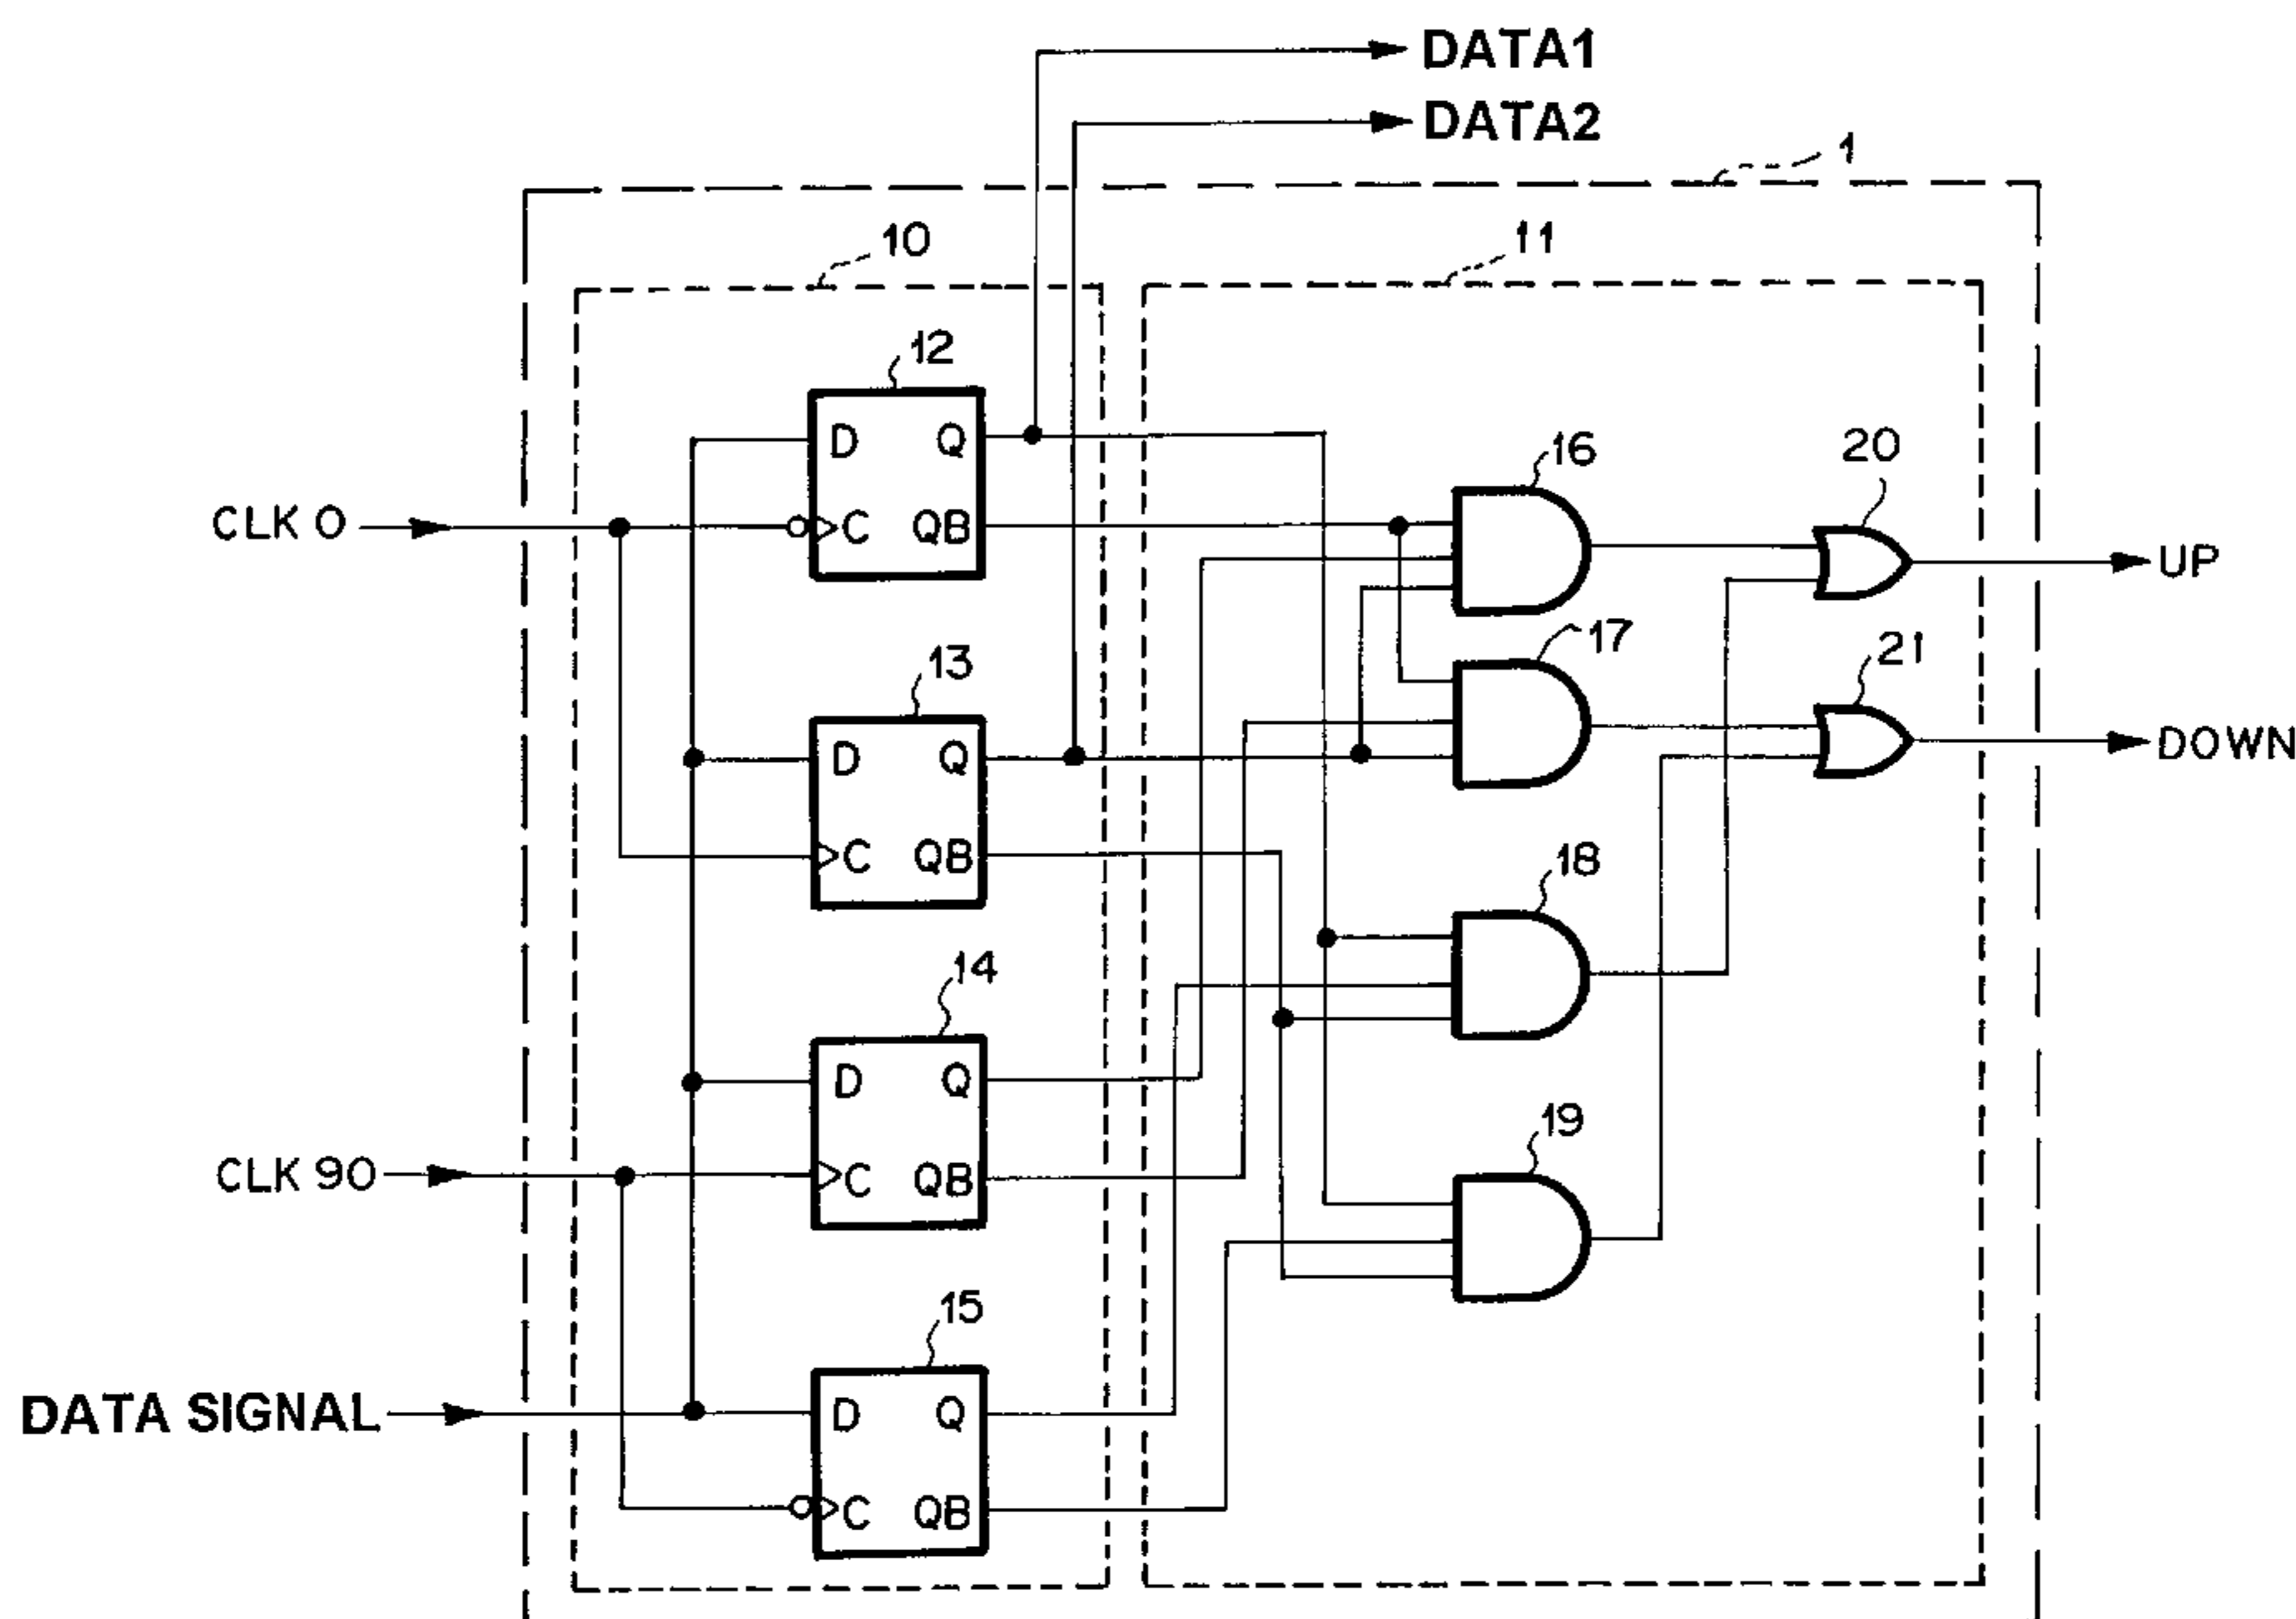 DATA1
DATA2
1
10
11
12
D Q
CLK 0
C QB
16
20
UP
13
17
21
D Q
DOWN
C QB
18
14
D Q
19
CLK 90
C QB
15
DATA SIGNAL
D Q
C QB